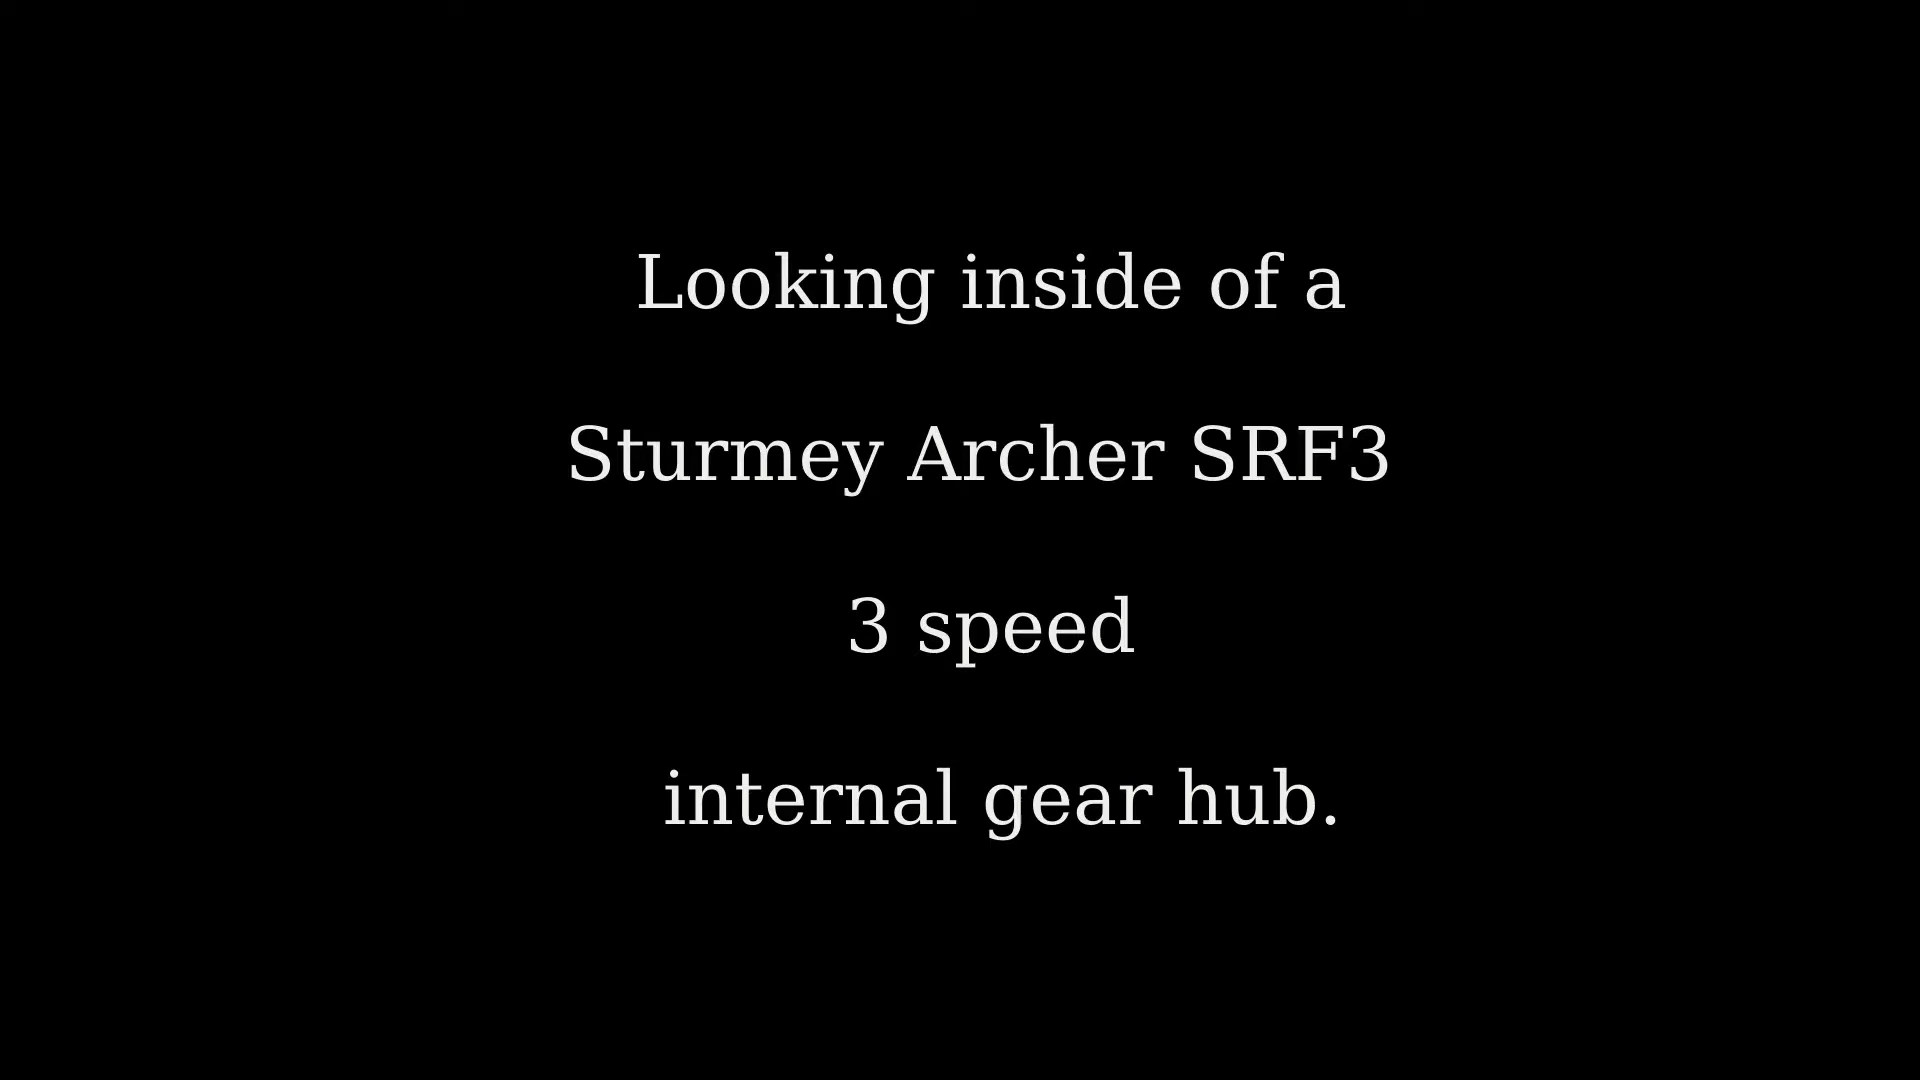 Looking inside of a
Sturmey Archer SRF3
3 speed
internal gear hub.